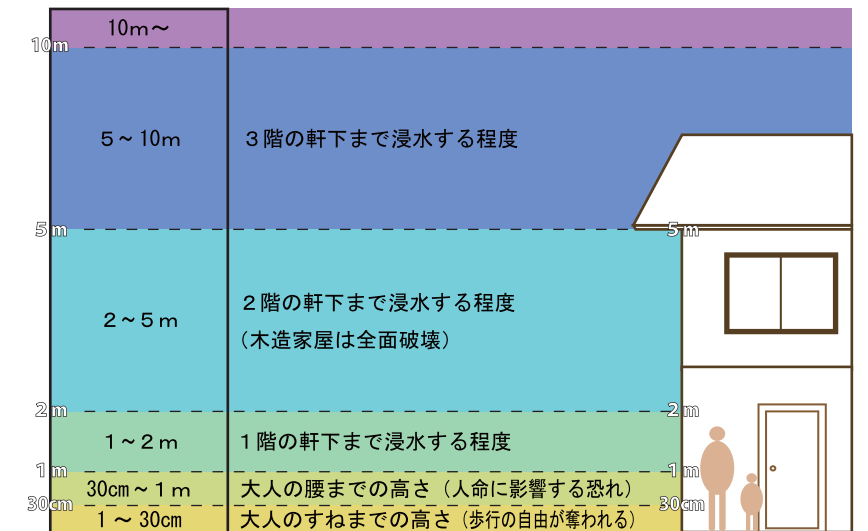 10m～
10m
5～10m
3階の軒下まで浸水する程度
5m
5m
2～5m
2階の軒下まで浸水する程度
（木造家屋は全面破壊）
2m
2m
1～2m
1階の軒下まで浸水する程度
1m
1m
30cm～1m
大人の腰までの高さ（人命に影響する恐れ）
30cm
30cm
1～30cm
大人のすねまでの高さ（歩行の自由が奪われる）